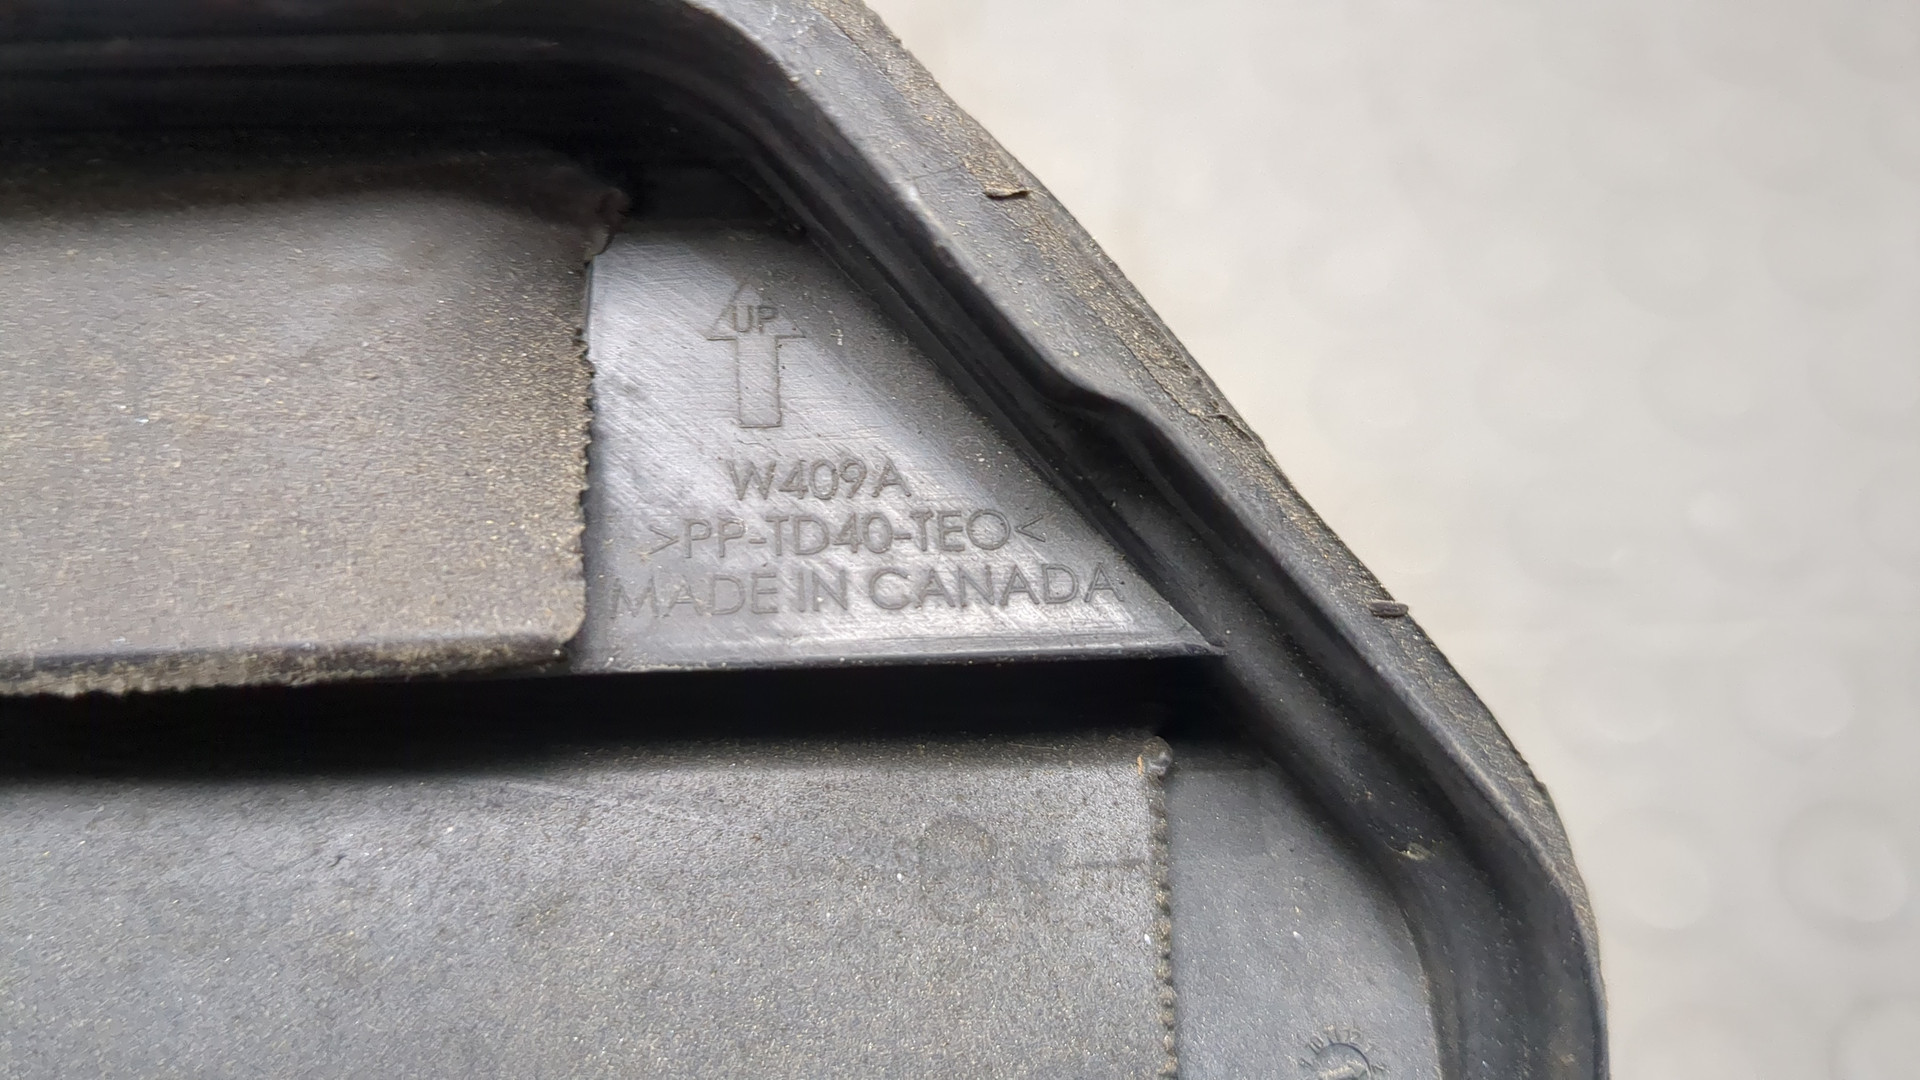 UP
W409A
>PP-TD40-TEO<
MADE IN CANADA